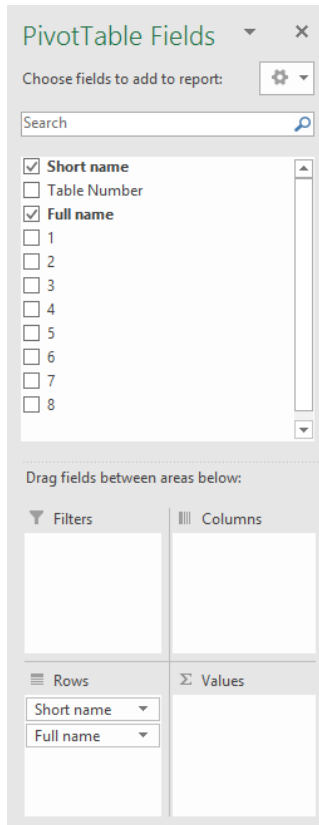 PivotTable Fields
Choose fields to add to report:
Search
Short name
Table Number
Full name
1
2
3
4
5
6
7
8
Drag fields between areas below:
Filters
Columns
Rows
Σ Values
Short name
Full name